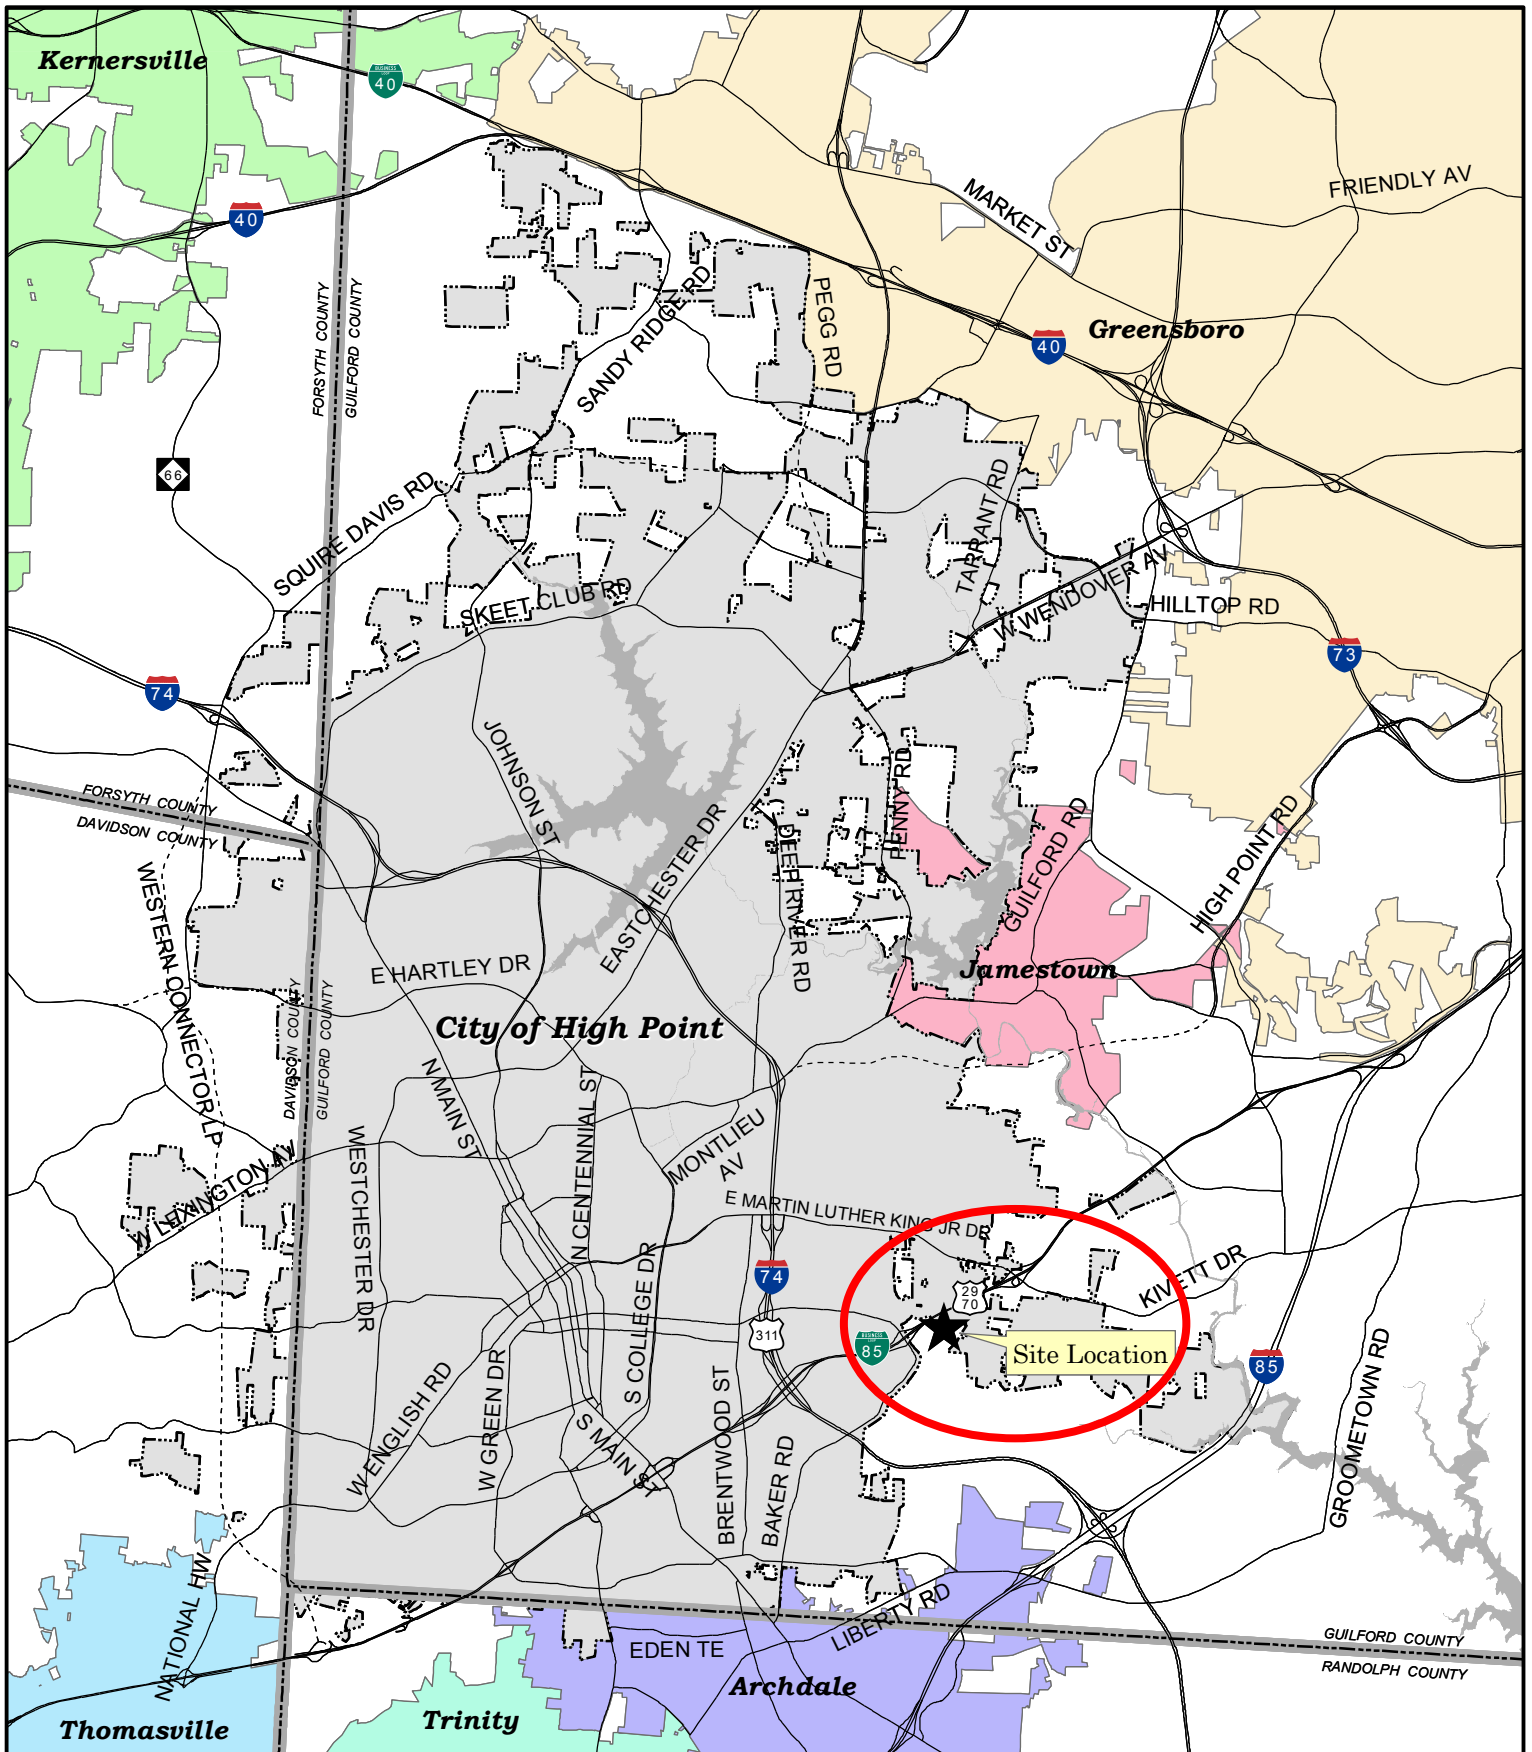 Kernersville
BUSINESS
LOOP
40
FRIENDLY AV
MARKET ST
40
FORSYTH COUNTY
GUILFORD COUNTY
SANDY RIDGE RD
PEGG RD
Greensboro
40
66
SQUIRE DAVIS RD
TARRANT RD
SKEET CLUB RD
W WENDOVER AV
HILLTOP RD
73
74
JOHNSON ST
PENNY RD
FORSYTH COUNTY
DAVIDSON COUNTY
EASTCHESTER DR
DEEP RIVER RD
GUILFORD RD
HIGH POINT RD
WESTERN CONNECTOR LP
E HARTLEY DR
Jamestown
DAVIDSON COUNTY
GUILFORD COUNTY
City of High Point
N MAIN ST
N CENTENNIAL ST
MONTLIEU
AV
WESTCHESTER DR
W LEXINGTON AV
E MARTIN LUTHER KING JR DR
KIVETT DR
74
29
70
311
BUSINESS
LOOP
85
Site Location
85
S COLLEGE DR
GROOMETOWN RD
W ENGLISH RD
W GREEN DR
S MAIN ST
BRENTWOOD ST
BAKER RD
NATIONAL HW
LIBERTY RD
EDEN TE
GUILFORD COUNTY
RANDOLPH COUNTY
Archdale
Trinity
Thomasville